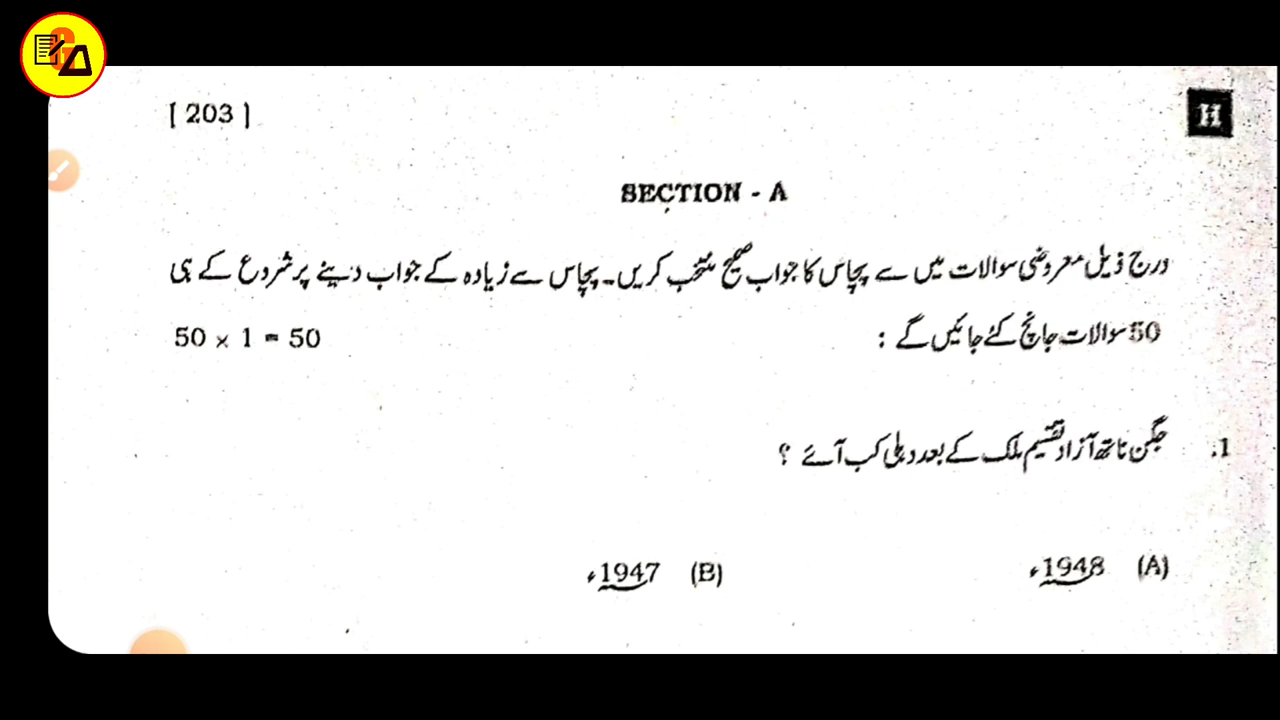 [ 203 ]
H
SECTION - A
درج ذیل معروضی سوالات میں سے پچاس کا جواب صحیح منتخب کریں۔ پچاس سے زیادہ کے جواب دینے پر شروع کے ہی
50 سوالات جانچ کئے جائیں گے :
50 × 1 = 50
1. جگن ناتھ آزاد تقسیم ملک کے بعد دہلی کب آئے ؟
(A) 1948ء
(B) 1947ء